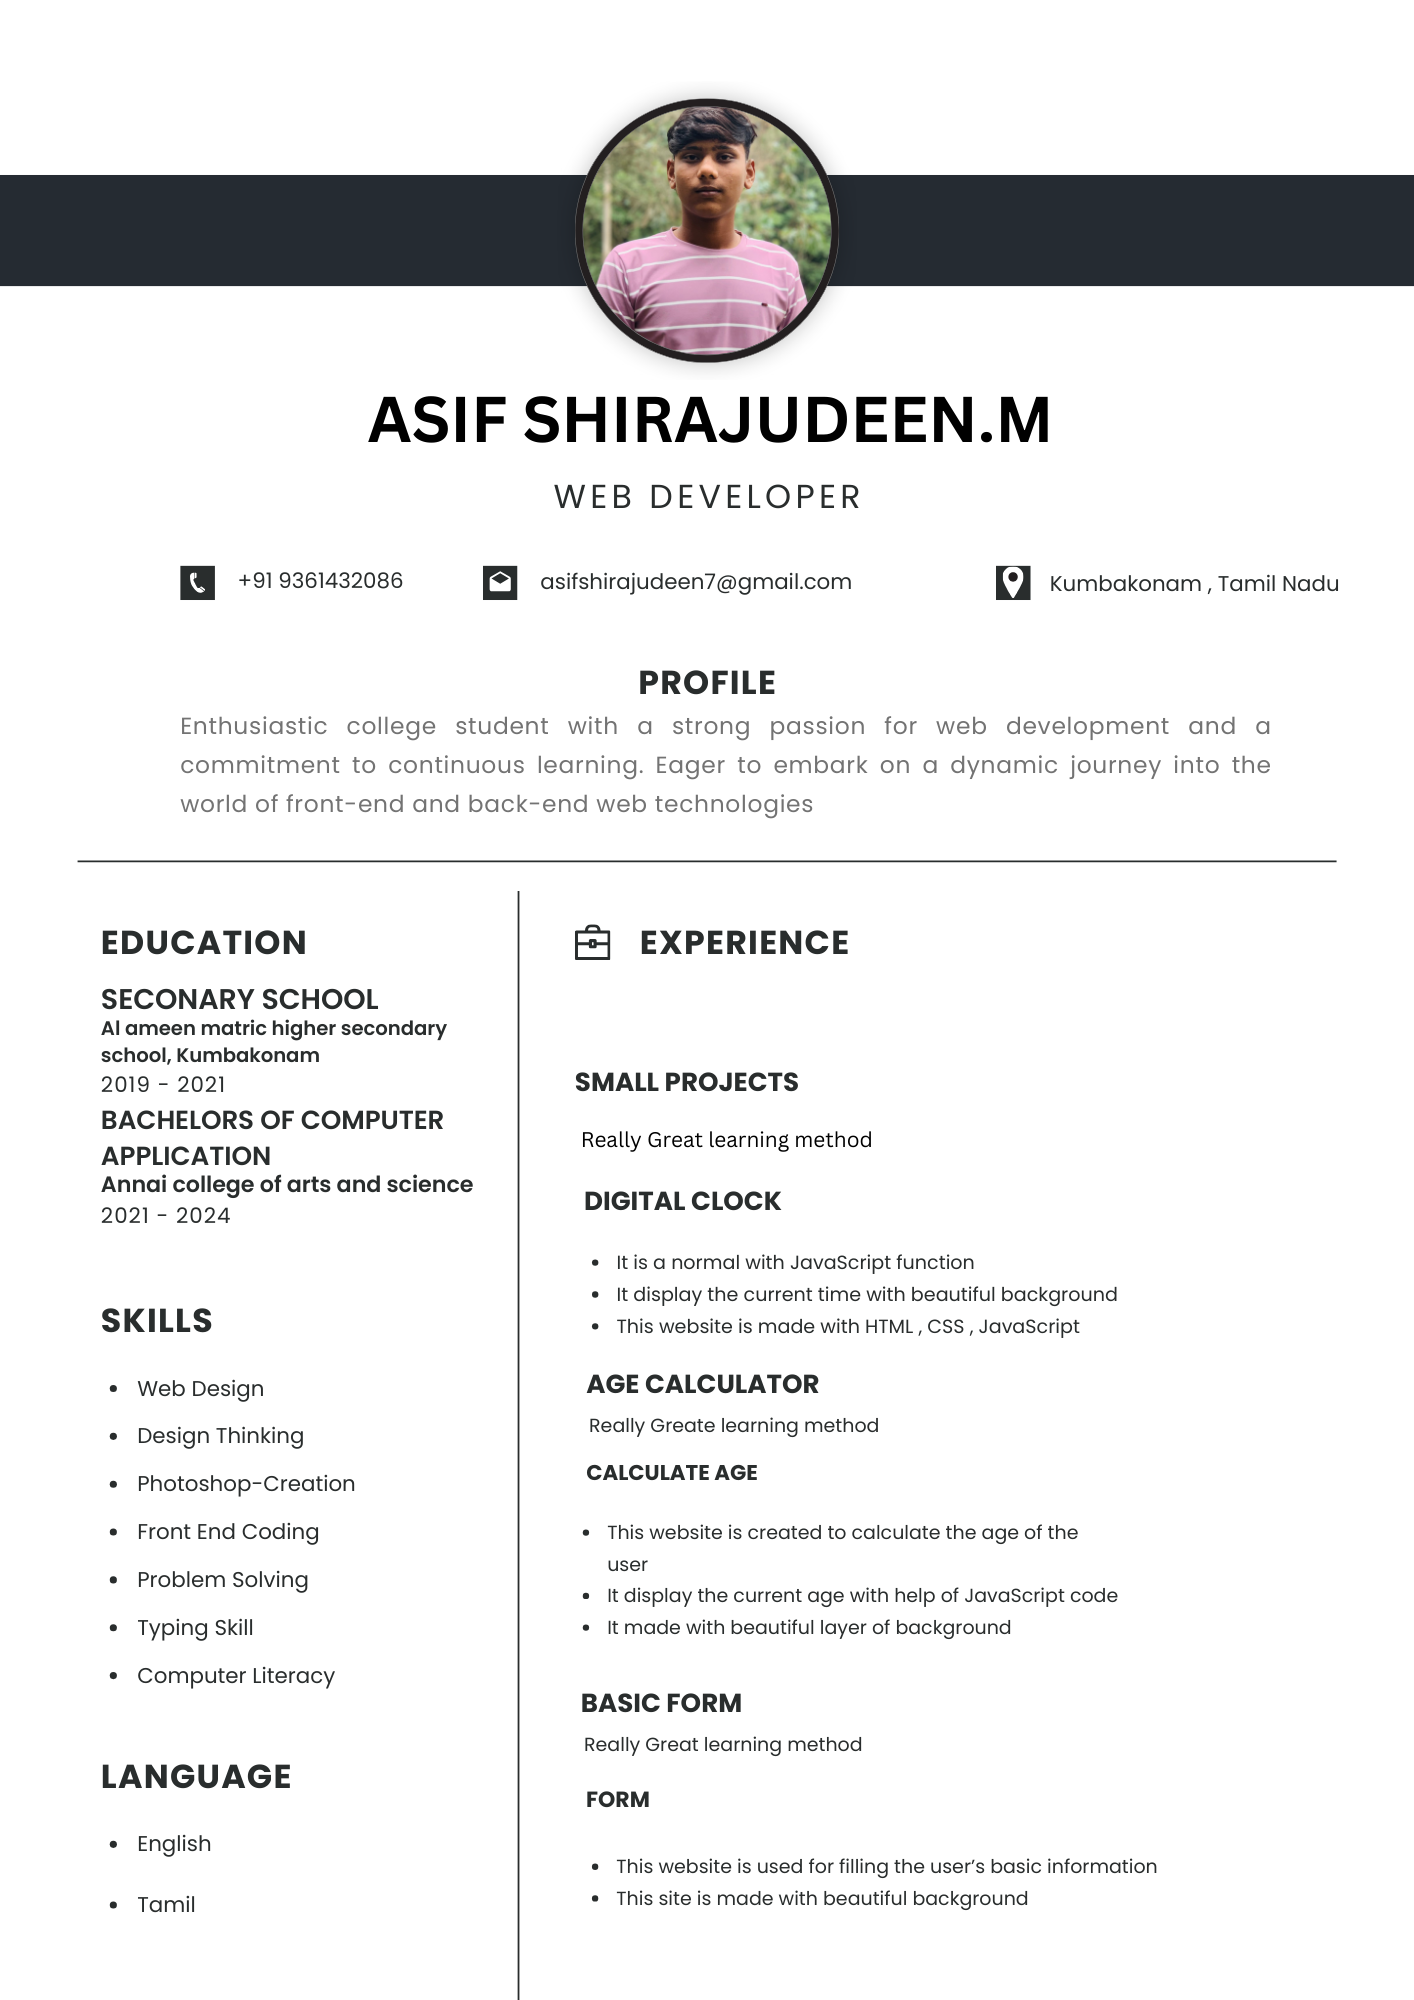 ASIF SHIRAJUDEEN.M
WEB DEVELOPER
+91 9361432086
asifshirajudeen7@gmail.com
Kumbakonam , Tamil Nadu
PROFILE
Enthusiastic college student with a strong passion for web development and a
commitment to continuous learning. Eager to embark on a dynamic journey into the
world of front-end and back-end web technologies
EDUCATION
SECONARY SCHOOL
Al ameen matric higher secondary
school, Kumbakonam
2019 - 2021
BACHELORS OF COMPUTER
APPLICATION
Annai college of arts and science
2021 - 2024
SKILLS
• Web Design
• Design Thinking
• Photoshop-Creation
• Front End Coding
• Problem Solving
• Typing Skill
• Computer Literacy
LANGUAGE
• English
• Tamil
EXPERIENCE
SMALL PROJECTS
Really Great learning method
DIGITAL CLOCK
• It is a normal with JavaScript function
• It display the current time with beautiful background
• This website is made with HTML , CSS , JavaScript
AGE CALCULATOR
Really Greate learning method
CALCULATE AGE
• This website is created to calculate the age of the
user
• It display the current age with help of JavaScript code
• It made with beautiful layer of background
BASIC FORM
Really Great learning method
FORM
• This website is used for filling the user’s basic information
• This site is made with beautiful background